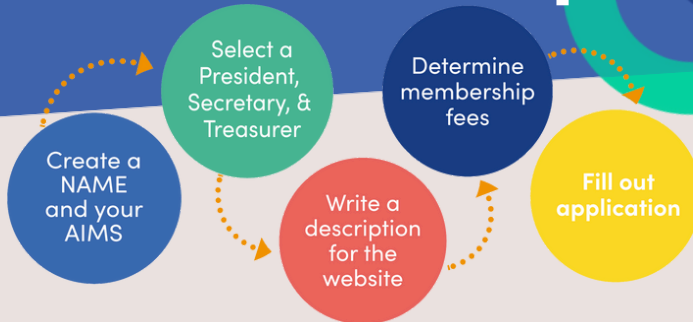 Create a
NAME
and your
AIMS
Select a
President,
Secretary, &
Treasurer
Write a
description
for the
website
Determine
membership
fees
Fill out
application